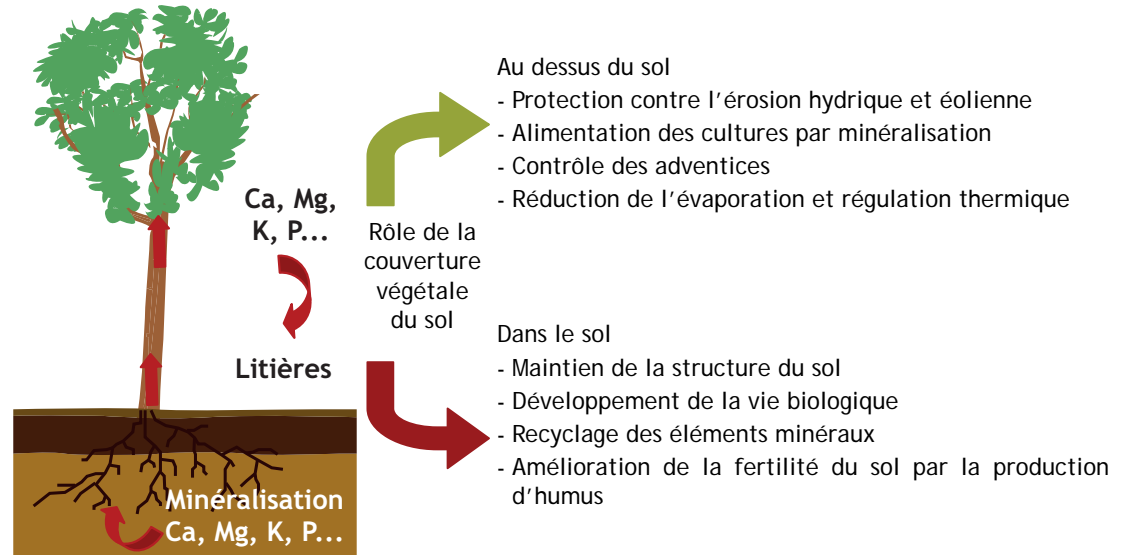 Au dessus du sol
- Protection contre l'érosion hydrique et éolienne
- Alimentation des cultures par minéralisation
- Contrôle des adventices
- Réduction de l'évaporation et régulation thermique
Ca, Mg,
K, P...
Rôle de la
couverture
végétale
du sol
Litières
Dans le sol
- Maintien de la structure du sol
- Développement de la vie biologique
- Recyclage des éléments minéraux
- Amélioration de la fertilité du sol par la production
d'humus
Minéralisation
Ca, Mg, K, P...